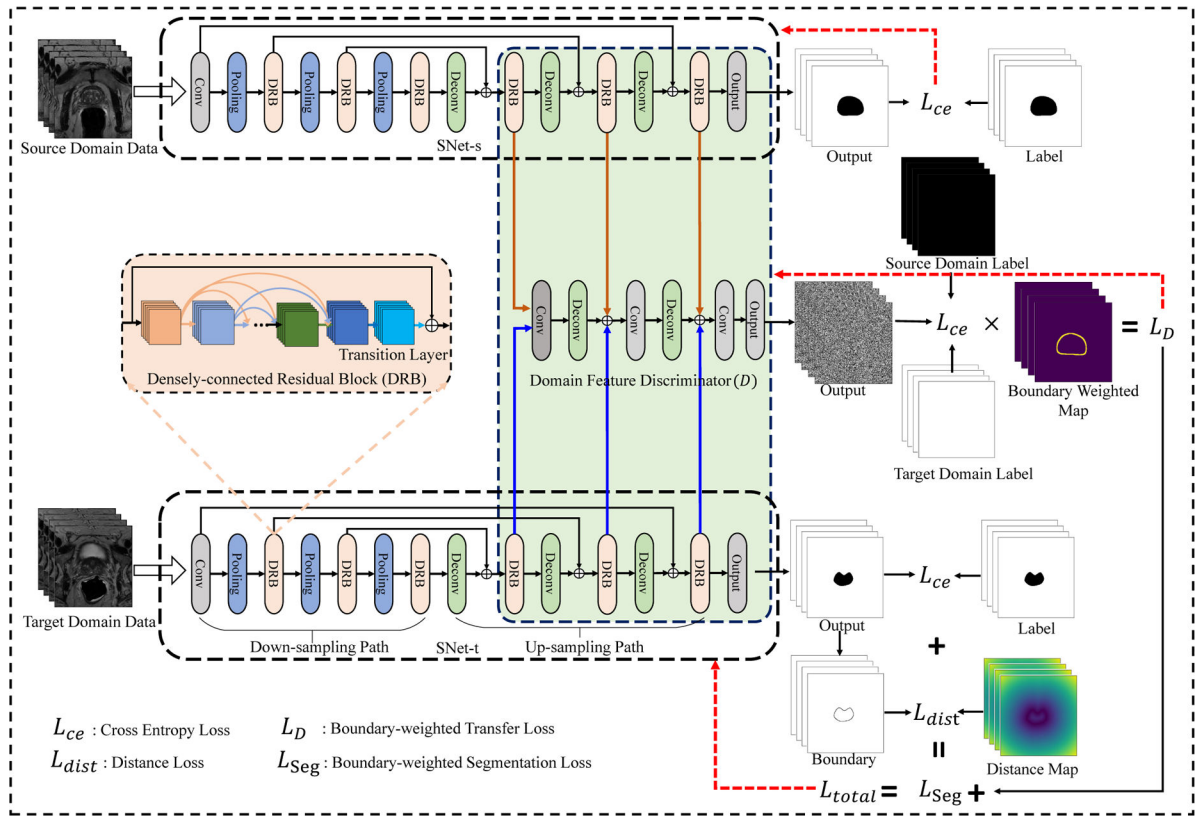 Conv
Pooling
DRB
Pooling
DRB
Pooling
DRB
Deconv
DRB
Deconv
DRB
Deconv
DRB
Output
SNet-s
Source Domain Data
Output
L_ce
Label
Source Domain Label
Transition Layer
Densely-connected Residual Block (DRB)
Conv
Deconv
Conv
Deconv
Conv
Output
Domain Feature Discriminator (D)
Output
L_ce × = L_D
Boundary Weighted
Map
Target Domain Label
Conv
Pooling
DRB
Pooling
DRB
Pooling
DRB
Deconv
DRB
Deconv
DRB
Deconv
DRB
Output
Target Domain Data
Down-sampling Path
SNet-t
Up-sampling Path
Output
L_ce
Label
+
L_dist
Boundary
=
Distance Map
L_total = L_Seg +
L_ce : Cross Entropy Loss
L_D : Boundary-weighted Transfer Loss
L_dist : Distance Loss
L_Seg : Boundary-weighted Segmentation Loss